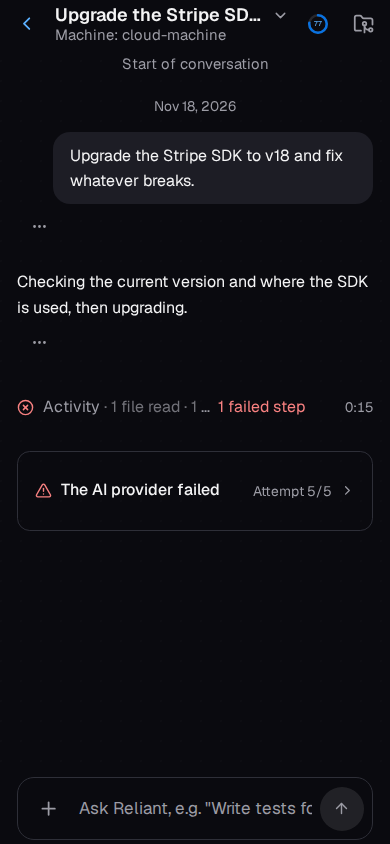 Upgrade the Stripe SD...
Machine: cloud-machine
77
Start of conversation
Nov 18, 2026
Upgrade the Stripe SDK to v18 and fix
whatever breaks.
Checking the current version and where the SDK
is used, then upgrading.
Activity · 1 file read · 1 ... 1 failed step 0:15
The AI provider failed Attempt 5/5
Ask Reliant, e.g. "Write tests fo